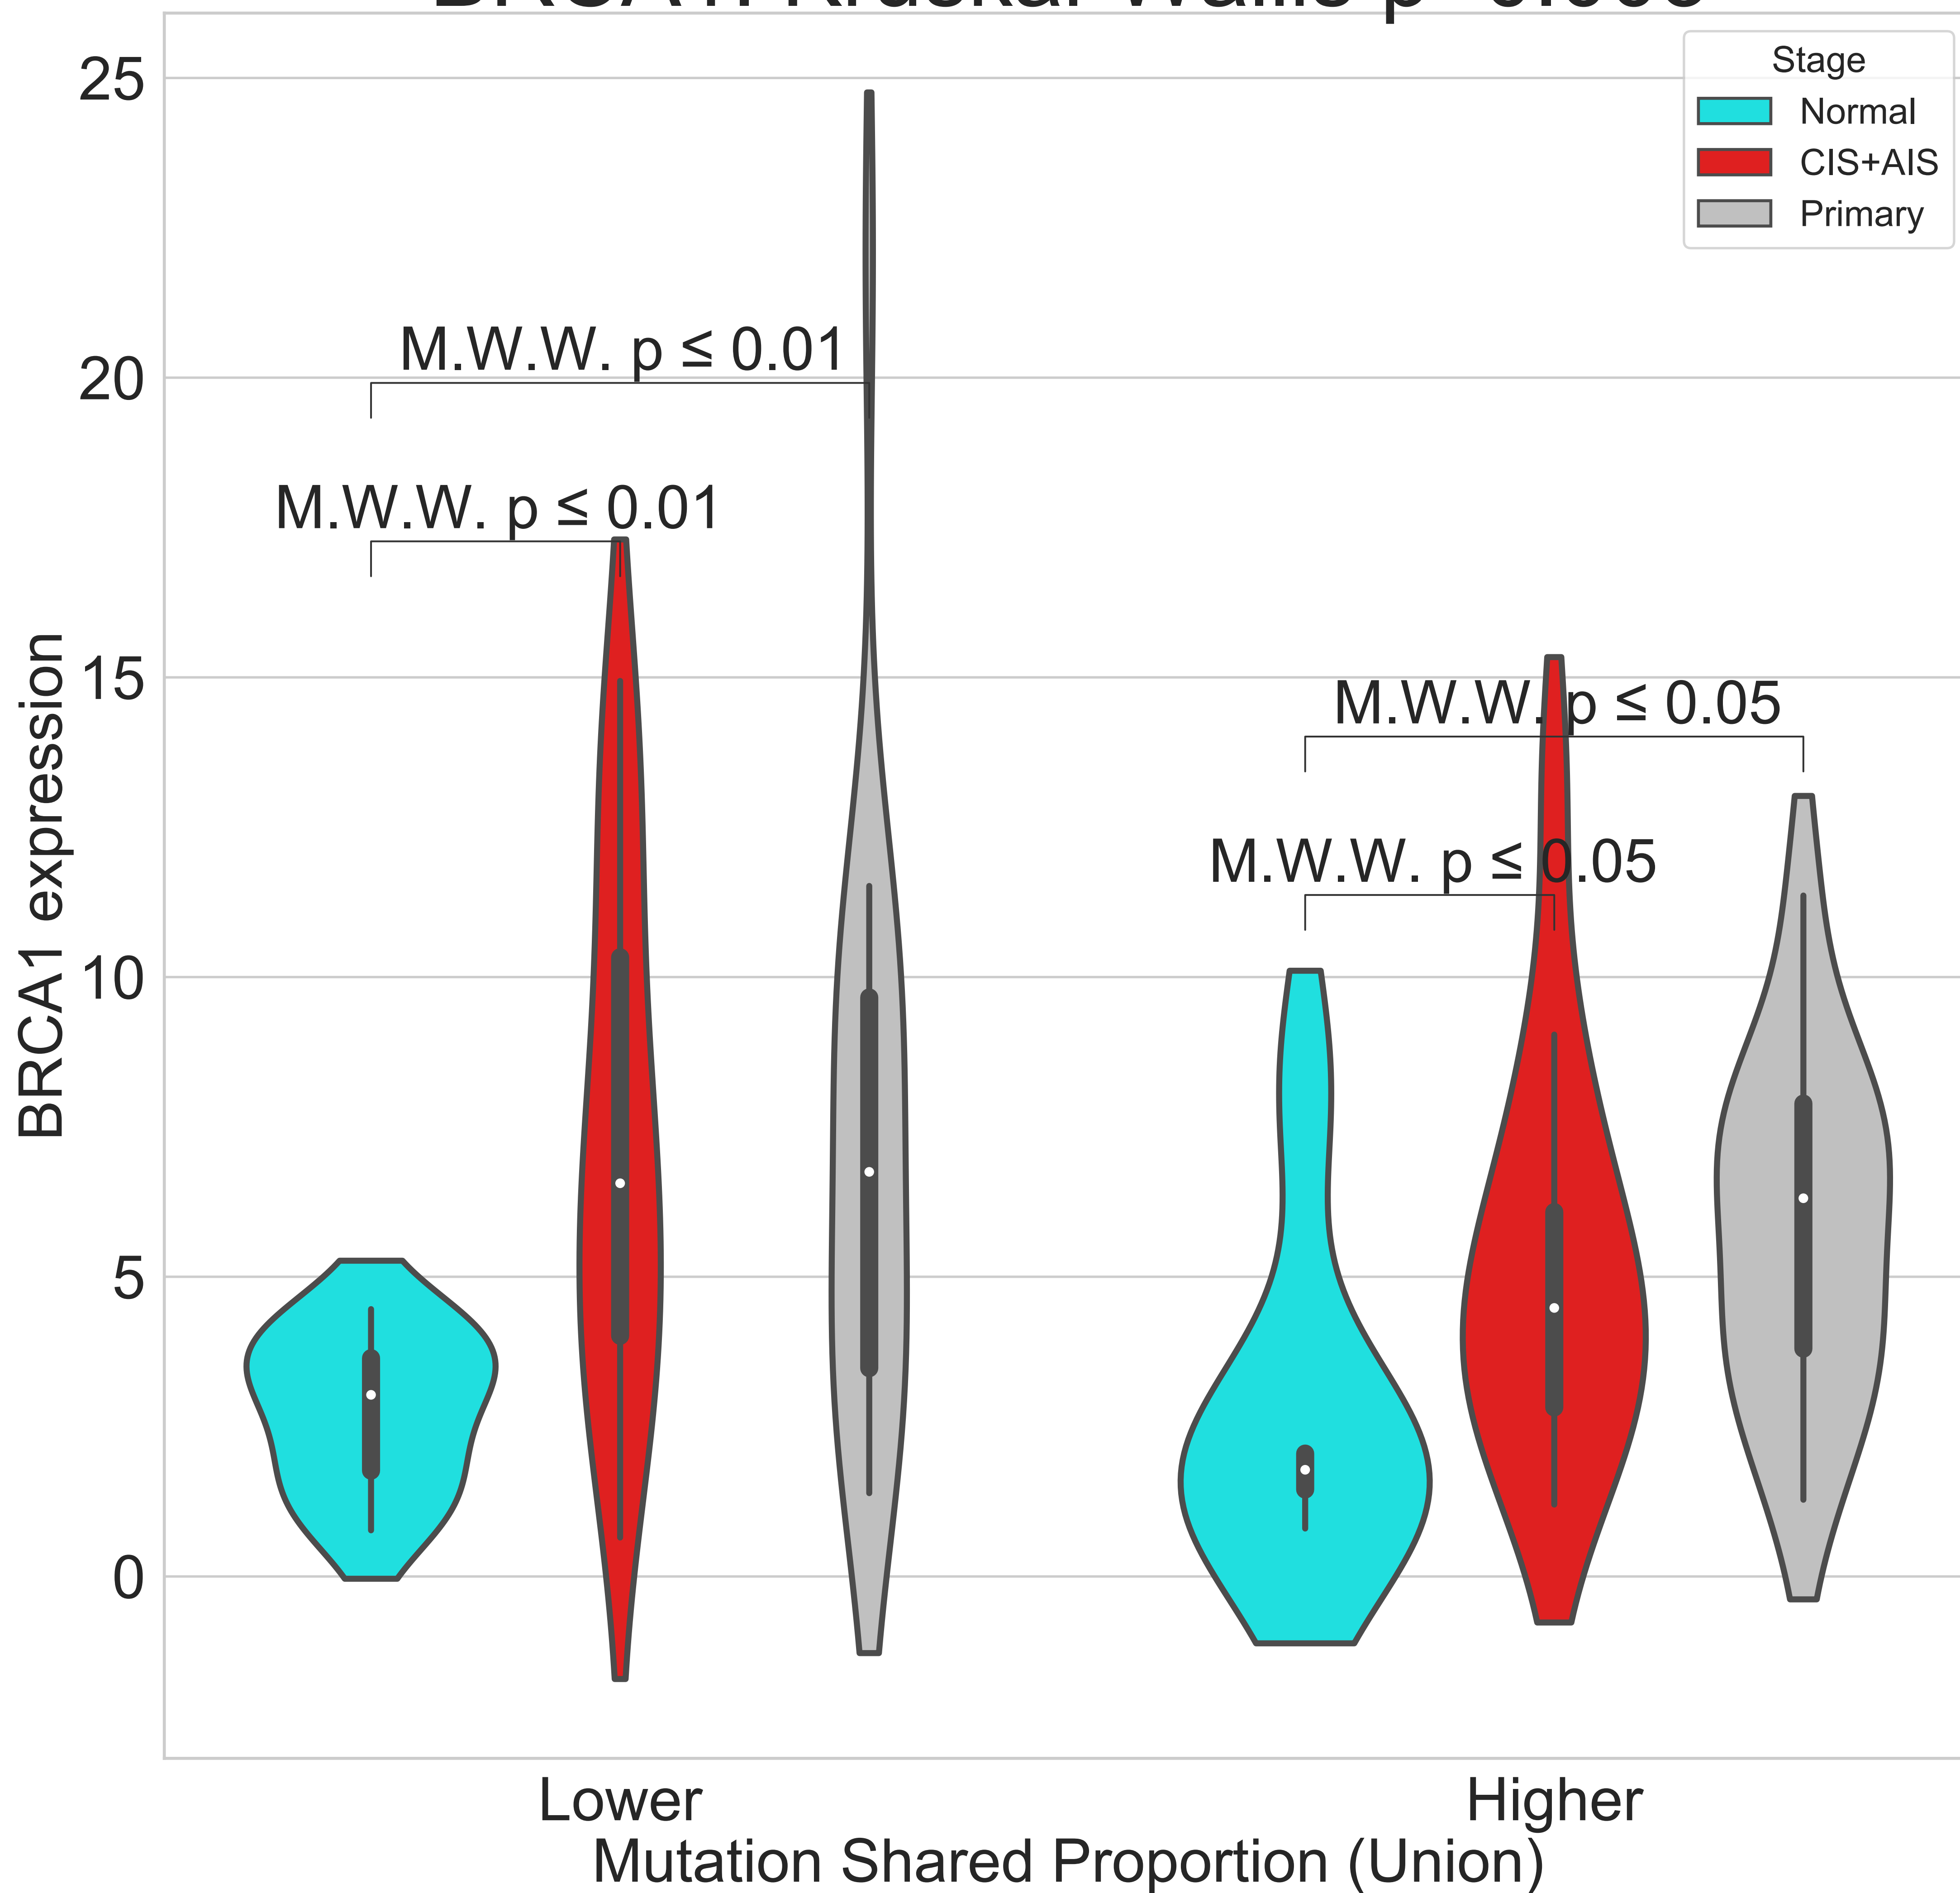 25
20
15
10
5
0
BRCA1 expression
Stage
Normal
CIS+AIS
Primary
M.W.W. p ≤ 0.01
M.W.W. p ≤ 0.01
M.W.W. p ≤ 0.05
M.W.W. p ≤ 0.05
Lower
Higher
Mutation Shared Proportion (Union)